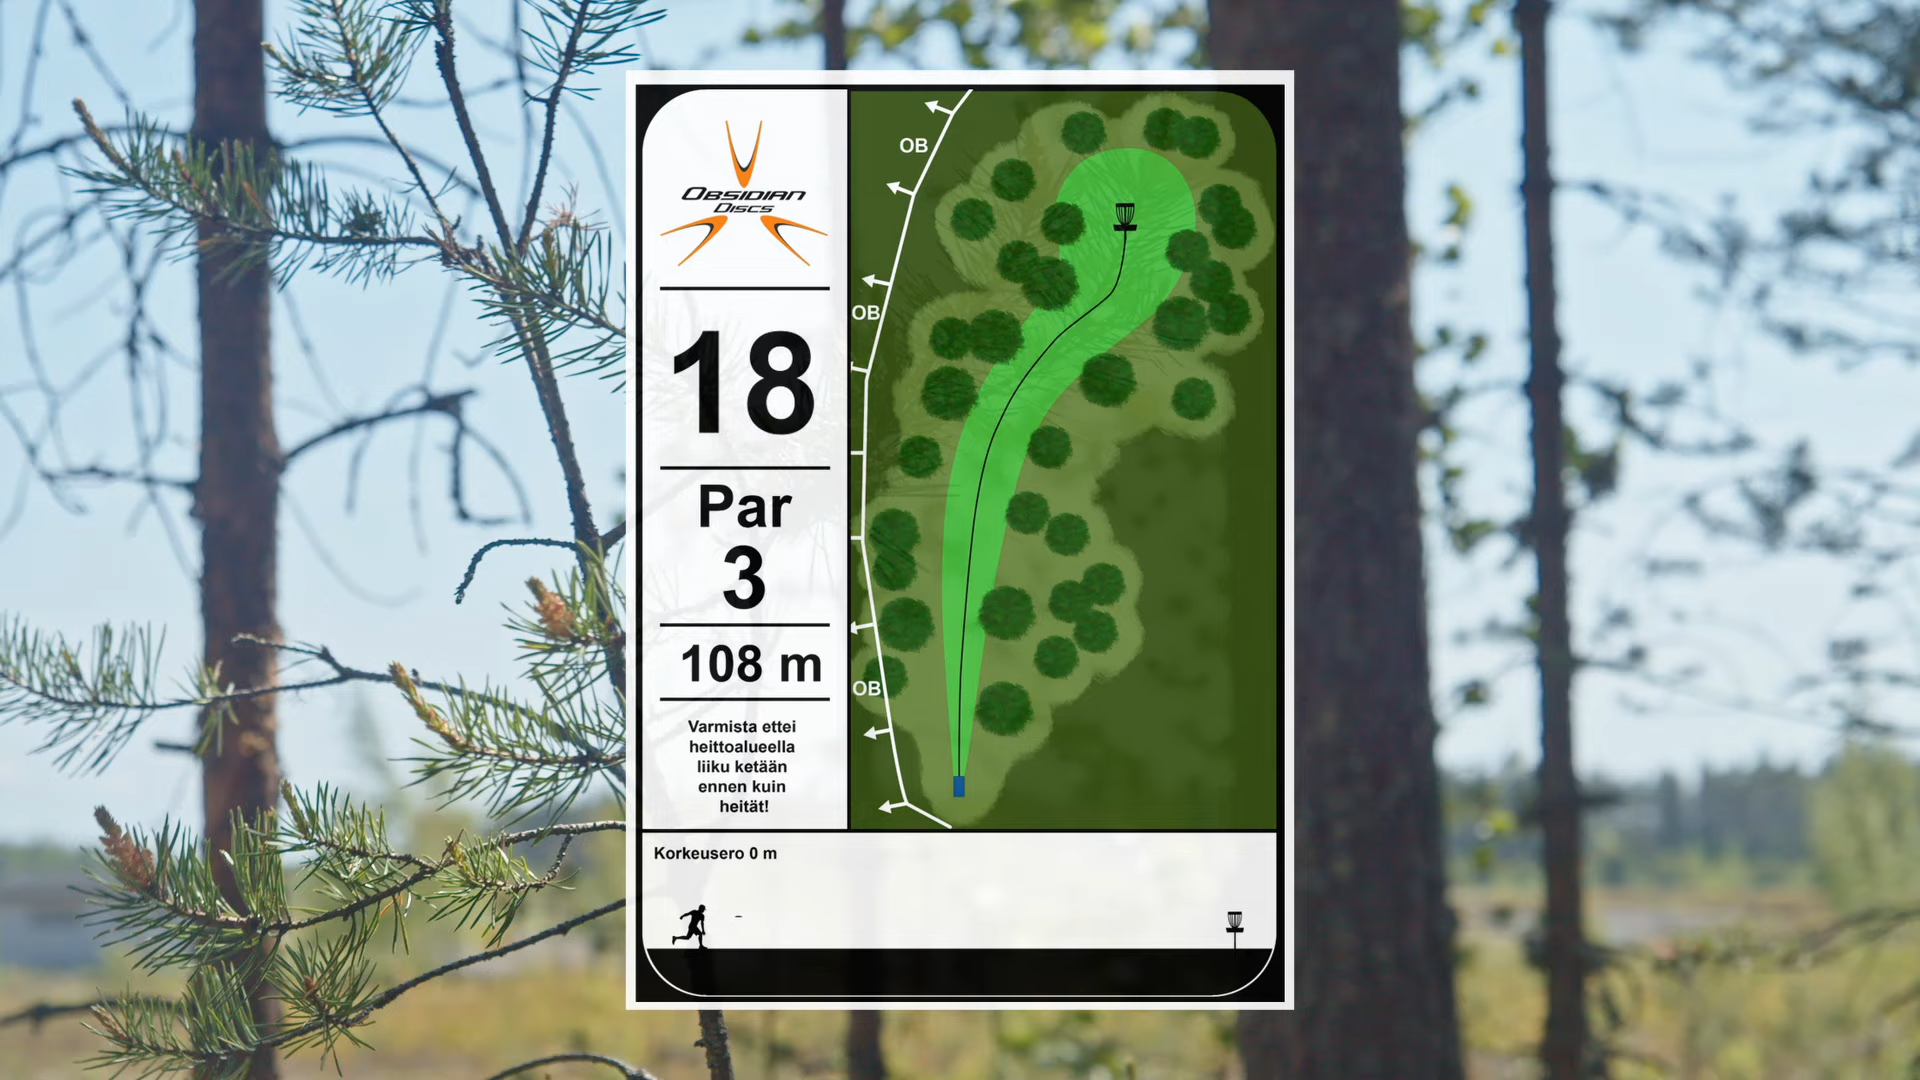 OBSIDIAN
DISCS
18
Par
3
108 m
Varmista ettei
heittoalueella
liiku ketään
ennen kuin
heität!
OB
OB
OB
Korkeusero 0 m